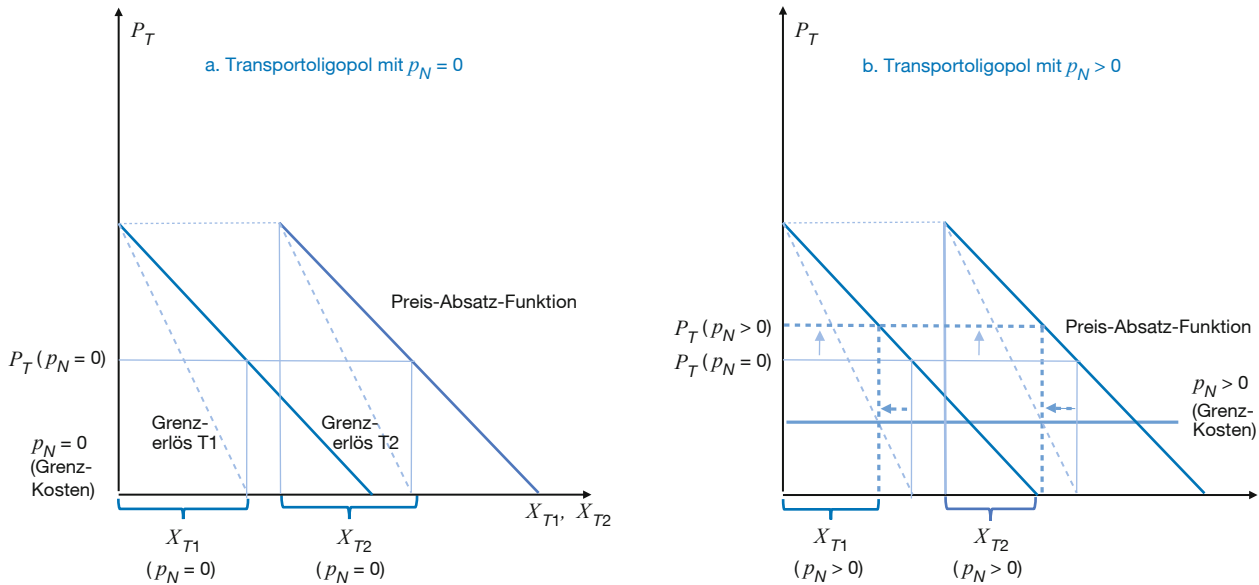 P_T
a. Transportoligopol mit p_N = 0
Preis-Absatz-Funktion
P_T (p_N = 0)
Grenz-
erlös T1
Grenz-
erlös T2
p_N = 0
(Grenz-
Kosten)
X_T1, X_T2
X_T1
(p_N = 0)
X_T2
(p_N = 0)
P_T
b. Transportoligopol mit p_N > 0
P_T (p_N > 0)
Preis-Absatz-Funktion
P_T (p_N = 0)
p_N > 0
(Grenz-
Kosten)
X_T1
(p_N > 0)
X_T2
(p_N > 0)